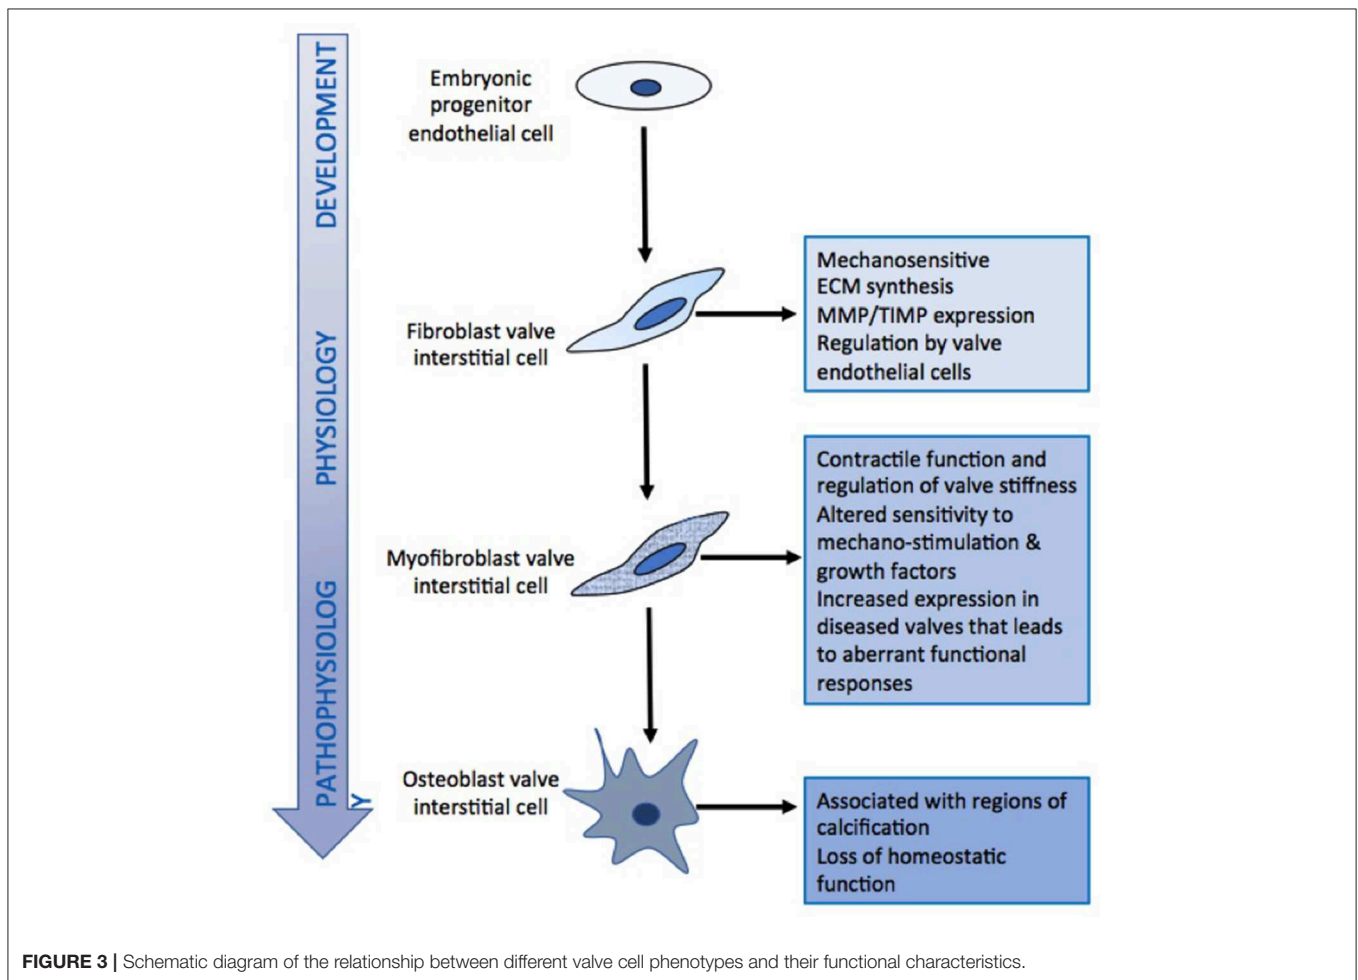 DEVELOPMENT
PHYSIOLOGY
PATHOPHYSIOLOG
Y
Embryonic
progenitor
endothelial cell
Fibroblast valve
interstitial cell
Mechanosensitive
ECM synthesis
MMP/TIMP expression
Regulation by valve
endothelial cells
Myofibroblast valve
interstitial cell
Contractile function and
regulation of valve stiffness
Altered sensitivity to
mechano-stimulation &
growth factors
Increased expression in
diseased valves that leads
to aberrant functional
responses
Osteoblast valve
interstitial cell
Associated with regions of
calcification
Loss of homeostatic
function
FIGURE 3 | Schematic diagram of the relationship between different valve cell phenotypes and their functional characteristics.